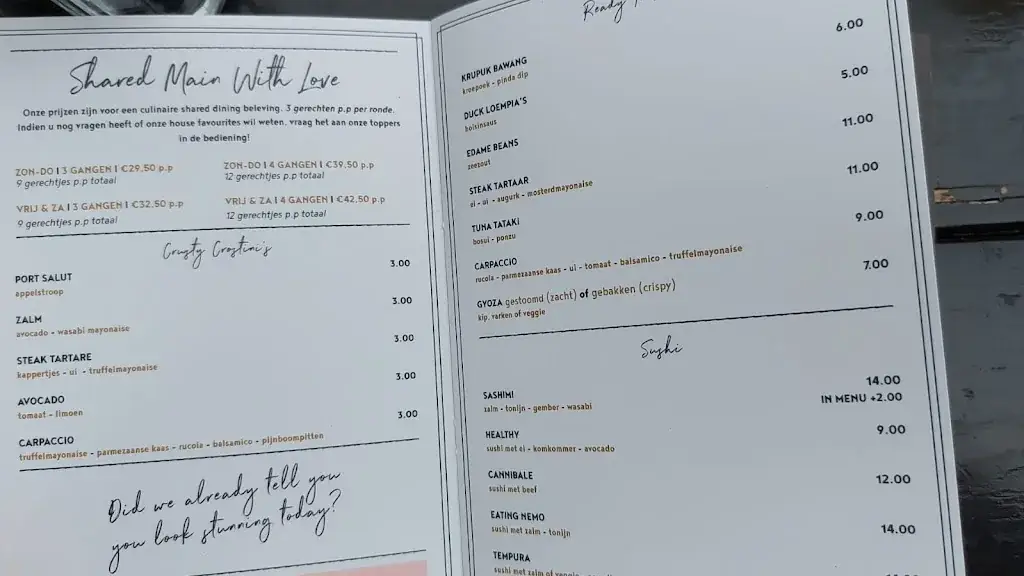 Shared Main With Love
Onze prijzen zijn voor een culinaire shared dining beleving. 3 gerechten p.p per ronde.
Indien u nog vragen heeft of onze house favourites wil weten, vraag het aan onze toppers
in de bediening!
ZON-DO I 3 GANGEN I €29,50 p.p
9 gerechtjes p.p totaal
ZON-DO I 4 GANGEN I €39.50 p.p
12 gerechtjes p.p totaal
VRIJ & ZA I 3 GANGEN I €32,50 p.p
9 gerechtjes p.p totaal
VRIJ & ZA I 4 GANGEN I €42,50 p.p
12 gerechtjes p.p totaal
Crusty Crostini's
PORT SALUT 3.00
appelstroop
ZALM 3.00
avocado - wasabi mayonaise
STEAK TARTARE 3.00
kappertjes - ui - truffelmayonaise
AVOCADO 3.00
tomaat - limoen
CARPACCIO 3.00
truffelmayonaise - parmezaanse kaas - rucola - balsamico - pijnboompitten
Did we already tell you
you look stunning today?
Ready
KRUPUK BAWANG 6.00
kroepoek - pinda dip
DUCK LOEMPIA'S 5.00
hoisinsaus
EDAME BEANS 11.00
zeezout
STEAK TARTAAR 11.00
ei - ui - augurk - mosterdmayonaise
TUNA TATAKI 9.00
bosui - ponzu
CARPACCIO 7.00
rucola - parmezaanse kaas - ui - tomaat - balsamico - truffelmayonaise
GYOZA gestoomd (zacht) of gebakken (crispy)
kip, varken of veggie
Sushi
SASHIMI 14.00
zalm - tonijn - gember - wasabi IN MENU +2.00
HEALTHY 9.00
sushi met ei - komkommer - avocado
CANNIBALE 12.00
sushi met beef
EATING NEMO 14.00
sushi met zalm - tonijn
TEMPURA
sushi met zalm of